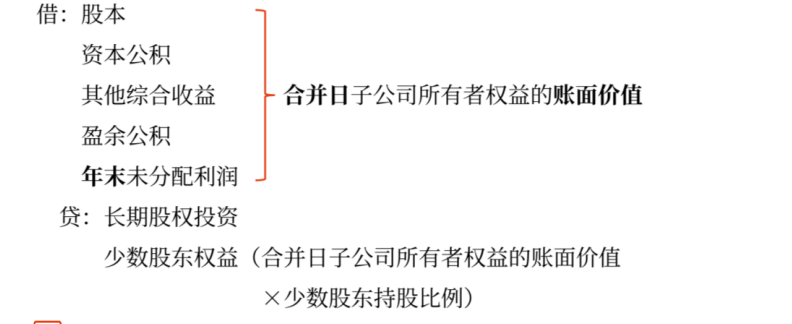 借：股本
资本公积
其他综合收益
合并日子公司所有者权益的账面价值
盈余公积
年末未分配利润
贷：长期股权投资
少数股东权益（合并日子公司所有者权益的账面价值
×少数股东持股比例）